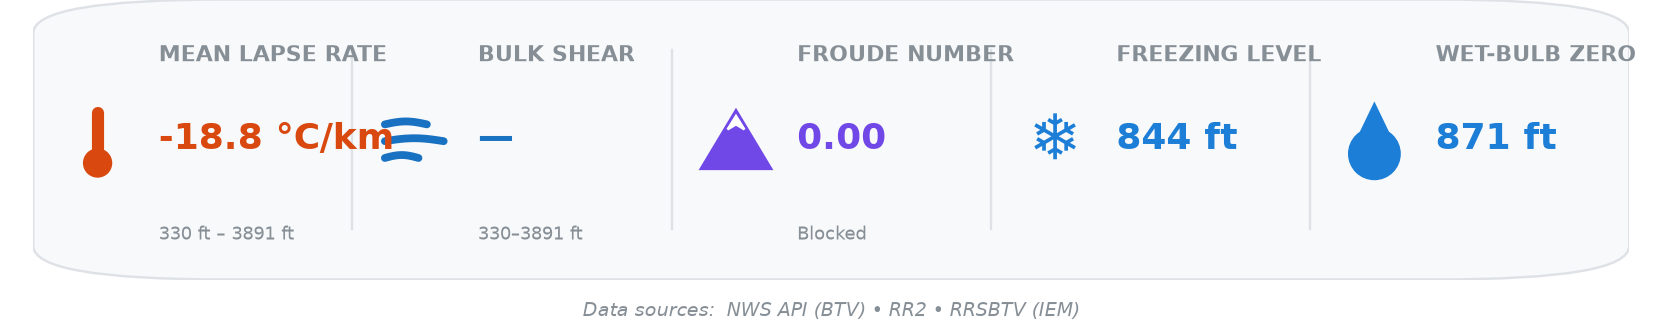 MEAN LAPSE RATE
-18.8 °C/km
330 ft – 3891 ft
BULK SHEAR
—
330–3891 ft
FROUDE NUMBER
0.00
Blocked
FREEZING LEVEL
844 ft
WET-BULB ZERO
871 ft
Data sources: NWS API (BTV) • RR2 • RRSBTV (IEM)